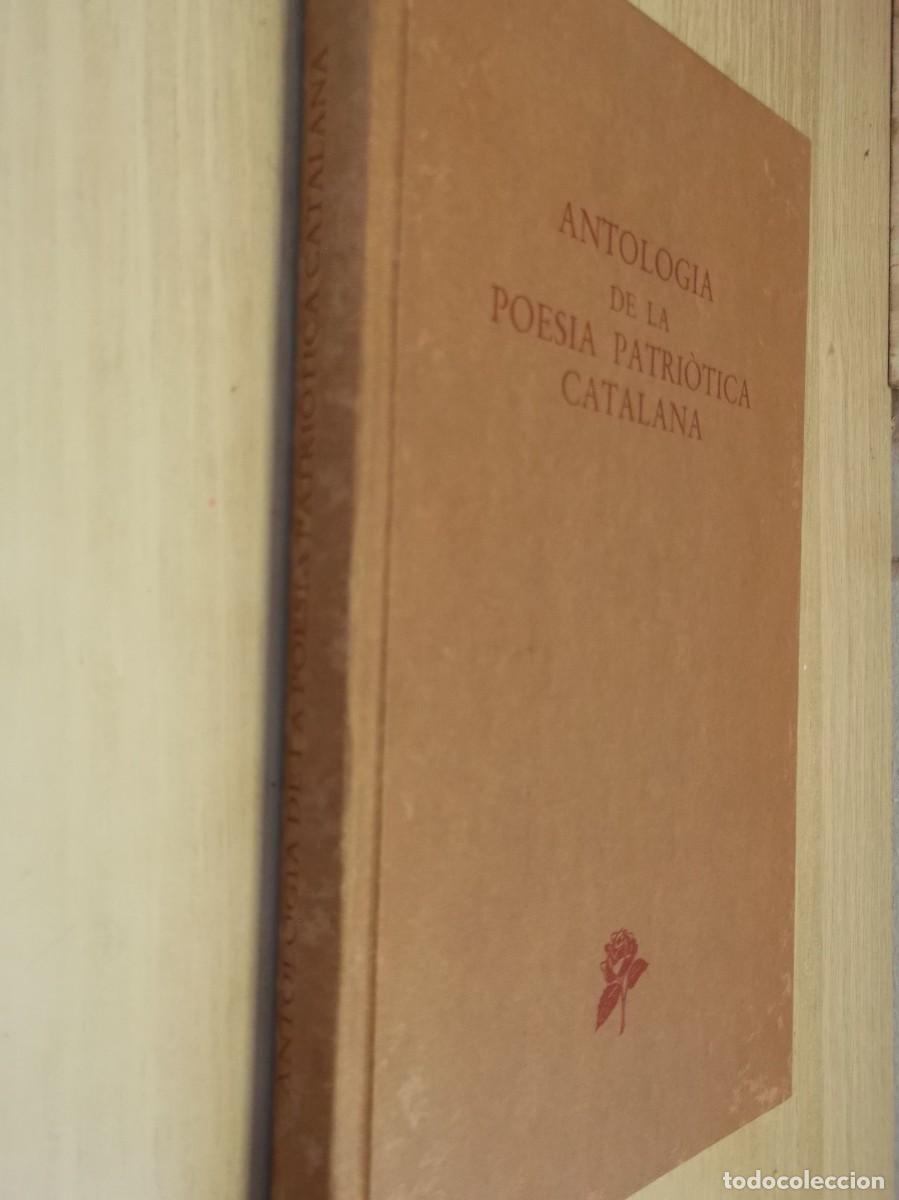 ANTOLOGIA
DE LA
POESIA PATRIÒTICA
CATALANA
ANTOLOGIA DE LA POESIA PATRIÒTICA CATALANA
todocoleccion